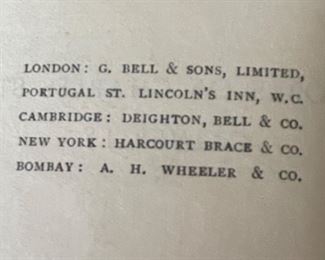 LONDON: G. BELL & SONS, LIMITED,
PORTUGAL ST. LINCOLN'S INN, W.C.
CAMBRIDGE: DEIGHTON, BELL & CO.
NEW YORK: HARCOURT BRACE & CO.
BOMBAY: A. H. WHEELER & CO.